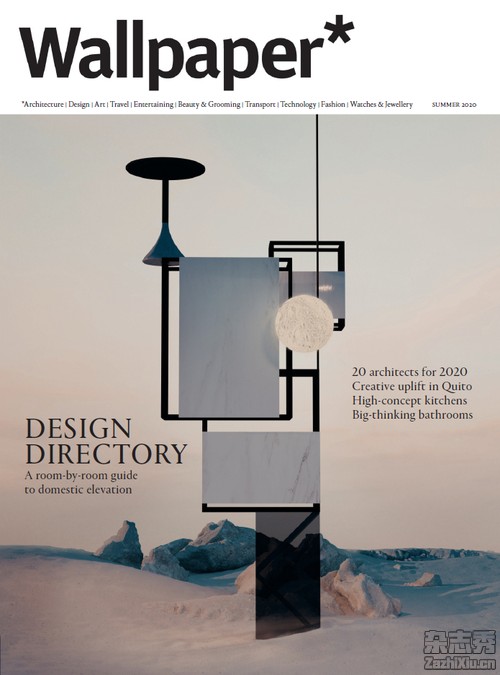 Wallpaper*
*Architecture | Design | Art | Travel | Entertaining | Beauty & Grooming | Transport | Technology | Fashion | Watches & Jewellery SUMMER 2020
20 architects for 2020
Creative uplift in Quito
High-concept kitchens
Big-thinking bathrooms
DESIGN
DIRECTORY
A room-by-room guide
to domestic elevation
杂志秀
ZazhiXiu.cn